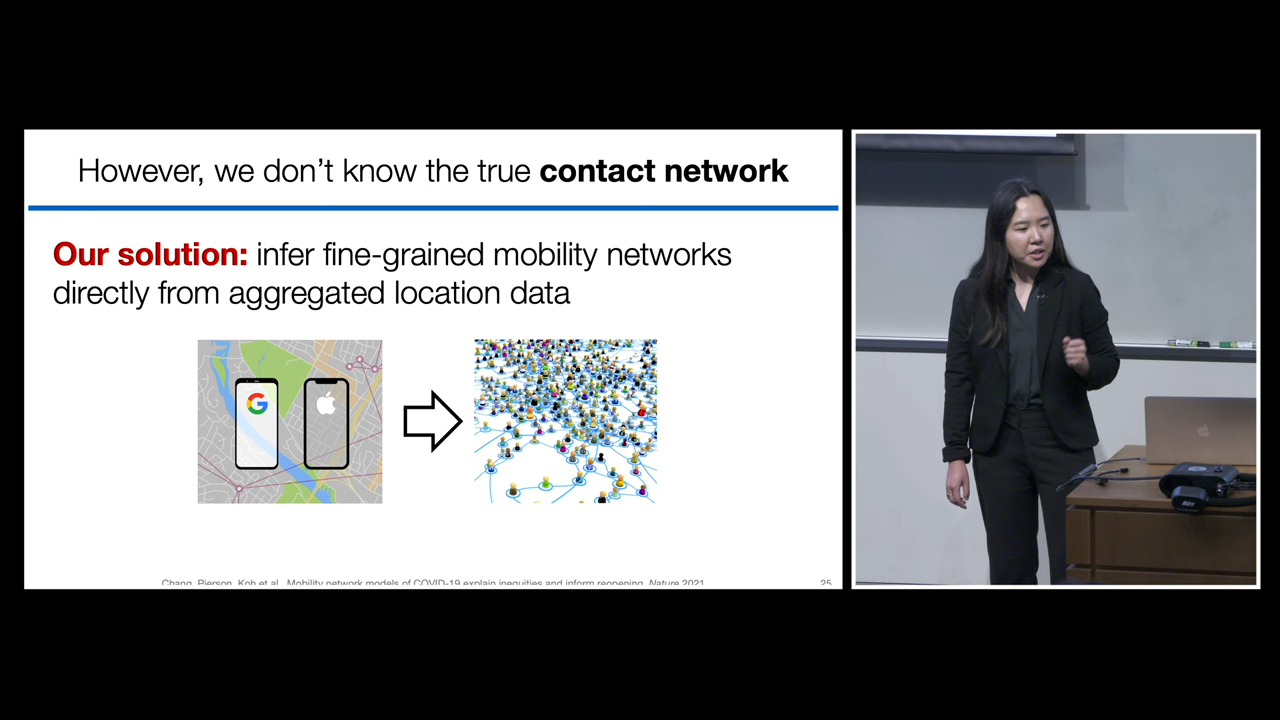 However, we don't know the true contact network
Our solution: infer fine-grained mobility networks
directly from aggregated location data
G
Chang, Pierson, Koh et al., Mobility network models of COVID-19 explain inequities and inform reopening. Nature 2021
25